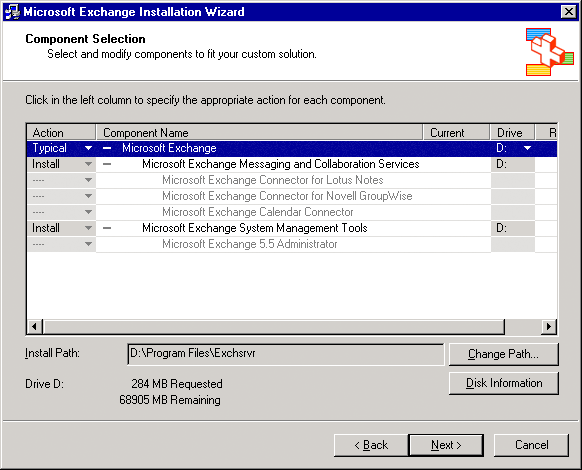 Microsoft Exchange Installation Wizard
Component Selection
Select and modify components to fit your custom solution.
Click in the left column to specify the appropriate action for each component.
Action Component Name Current Drive R
Typical Microsoft Exchange D:
Install Microsoft Exchange Messaging and Collaboration Services D:
---- Microsoft Exchange Connector for Lotus Notes
---- Microsoft Exchange Connector for Novell GroupWise
---- Microsoft Exchange Calendar Connector
Install Microsoft Exchange System Management Tools D:
---- Microsoft Exchange 5.5 Administrator
Install Path: D:\Program Files\Exchsrvr Change Path...
Drive D: 284 MB Requested Disk Information
68905 MB Remaining
< Back Next > Cancel